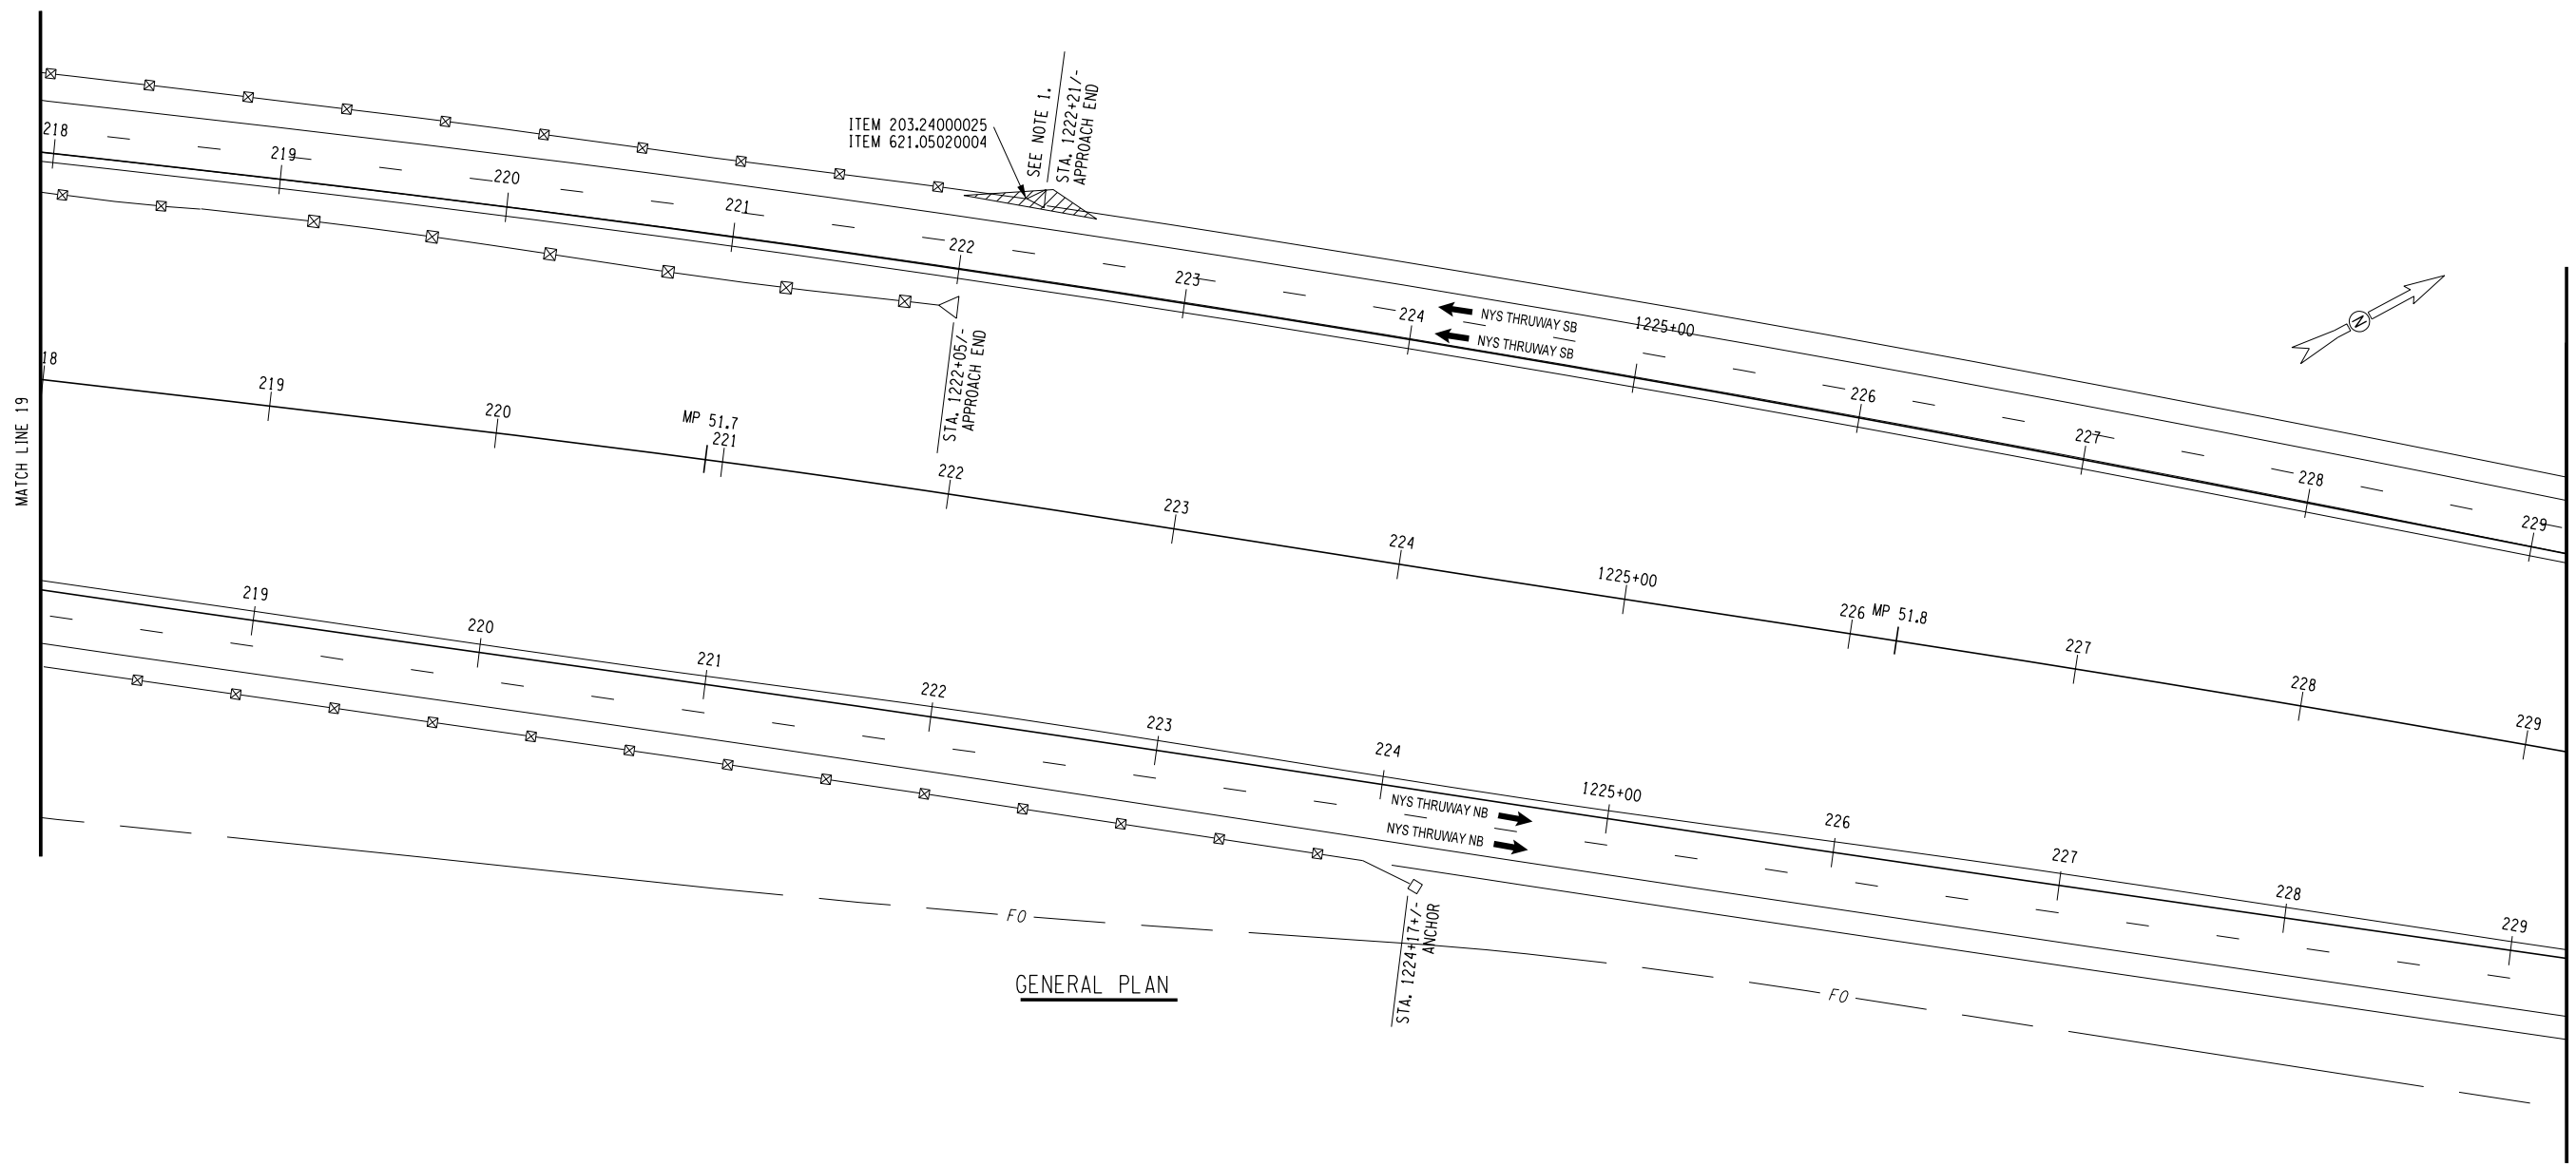 SEE NOTE 1.
STA. 1222+21/-
APPROACH END
ITEM 203.24000025
ITEM 621.05020004
218
219
220
221
222
223
224
NYS THRUWAY SB
NYS THRUWAY SB
1225+00
226
227
228
229
N
STA. 1222+05/-
APPROACH END
MATCH LINE 19
18
219
220
MP 51.7
221
222
223
224
1225+00
226
MP 51.8
227
228
229
219
220
221
222
223
224
NYS THRUWAY NB
NYS THRUWAY NB
1225+00
226
227
228
229
STA. 1224+17+/-
ANCHOR
FO
FO
GENERAL PLAN